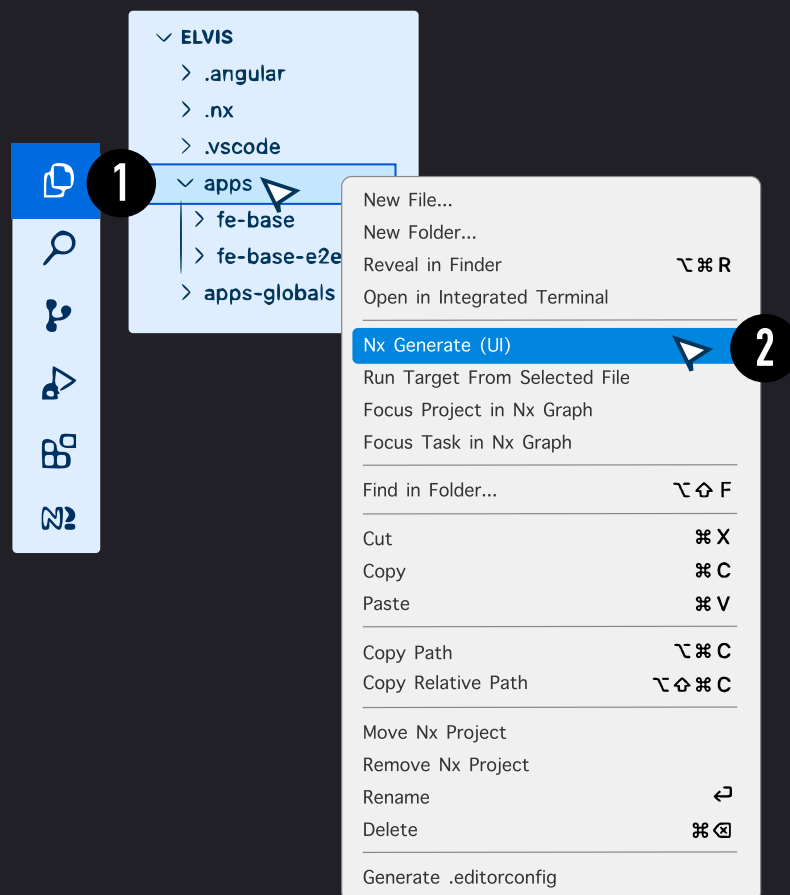 ELVIS
.angular
.nx
.vscode
1
apps
fe-base
fe-base-e2e
apps-globals
New File...
New Folder...
Reveal in Finder ⌥⌘R
Open in Integrated Terminal
Nx Generate (UI)
2
Run Target From Selected File
Focus Project in Nx Graph
Focus Task in Nx Graph
Find in Folder... ⌥⇧F
Cut ⌘X
Copy ⌘C
Paste ⌘V
Copy Path ⌥⌘C
Copy Relative Path ⌥⇧⌘C
Move Nx Project
Remove Nx Project
Rename ↩
Delete ⌘⌫
Generate .editorconfig